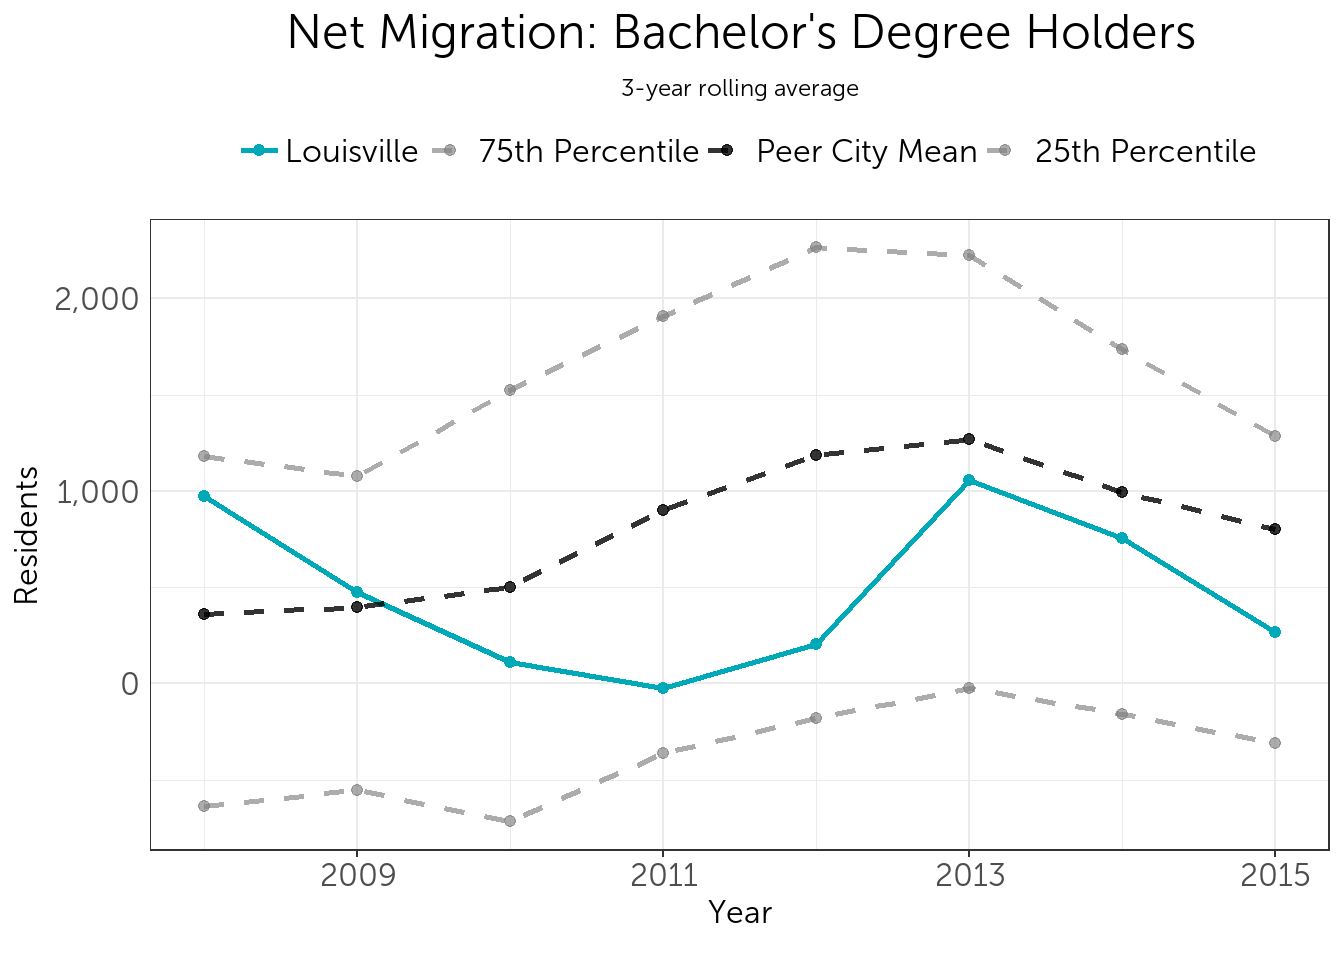 Net Migration: Bachelor's Degree Holders
3-year rolling average
Louisville 75th Percentile Peer City Mean 25th Percentile
2,000
1,000
0
Residents
2009 2011 2013 2015
Year